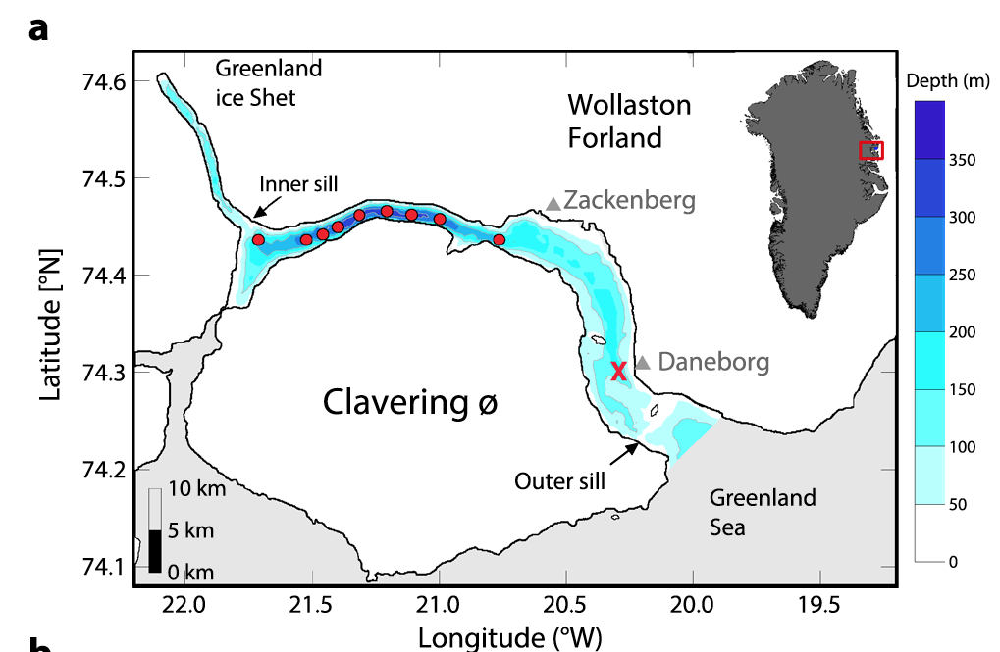 a
Greenland
ice Shet
Wollaston
Forland
Depth (m)
74.6
74.5
74.4
74.3
74.2
74.1
Latitude [°N]
Inner sill
Zackenberg
Daneborg
X
Clavering ø
Outer sill
Greenland
Sea
10 km
5 km
0 km
350
300
250
200
150
100
50
0
22.0
21.5
21.0
20.5
20.0
19.5
Longitude (°W)